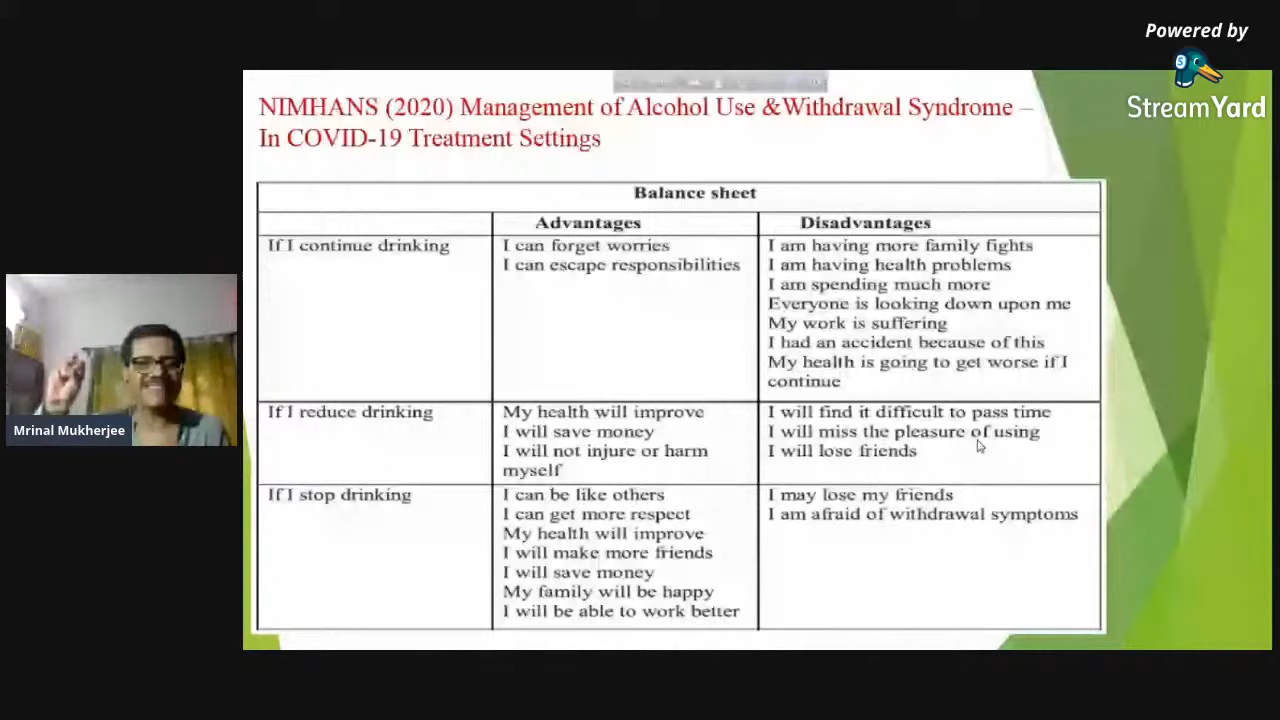 Powered by
StreamYard
NIMHANS (2020) Management of Alcohol Use &Withdrawal Syndrome –
In COVID-19 Treatment Settings
Balance sheet
Advantages
Disadvantages
If I continue drinking
I can forget worries
I can escape responsibilities
I am having more family fights
I am having health problems
I am spending much more
Everyone is looking down upon me
My work is suffering
I had an accident because of this
My health is going to get worse if I
continue
If I reduce drinking
My health will improve
I will save money
I will not injure or harm
myself
I will find it difficult to pass time
I will miss the pleasure of using
I will lose friends
If I stop drinking
I can be like others
I can get more respect
My health will improve
I will make more friends
I will save money
My family will be happy
I will be able to work better
I may lose my friends
I am afraid of withdrawal symptoms
Mrinal Mukherjee